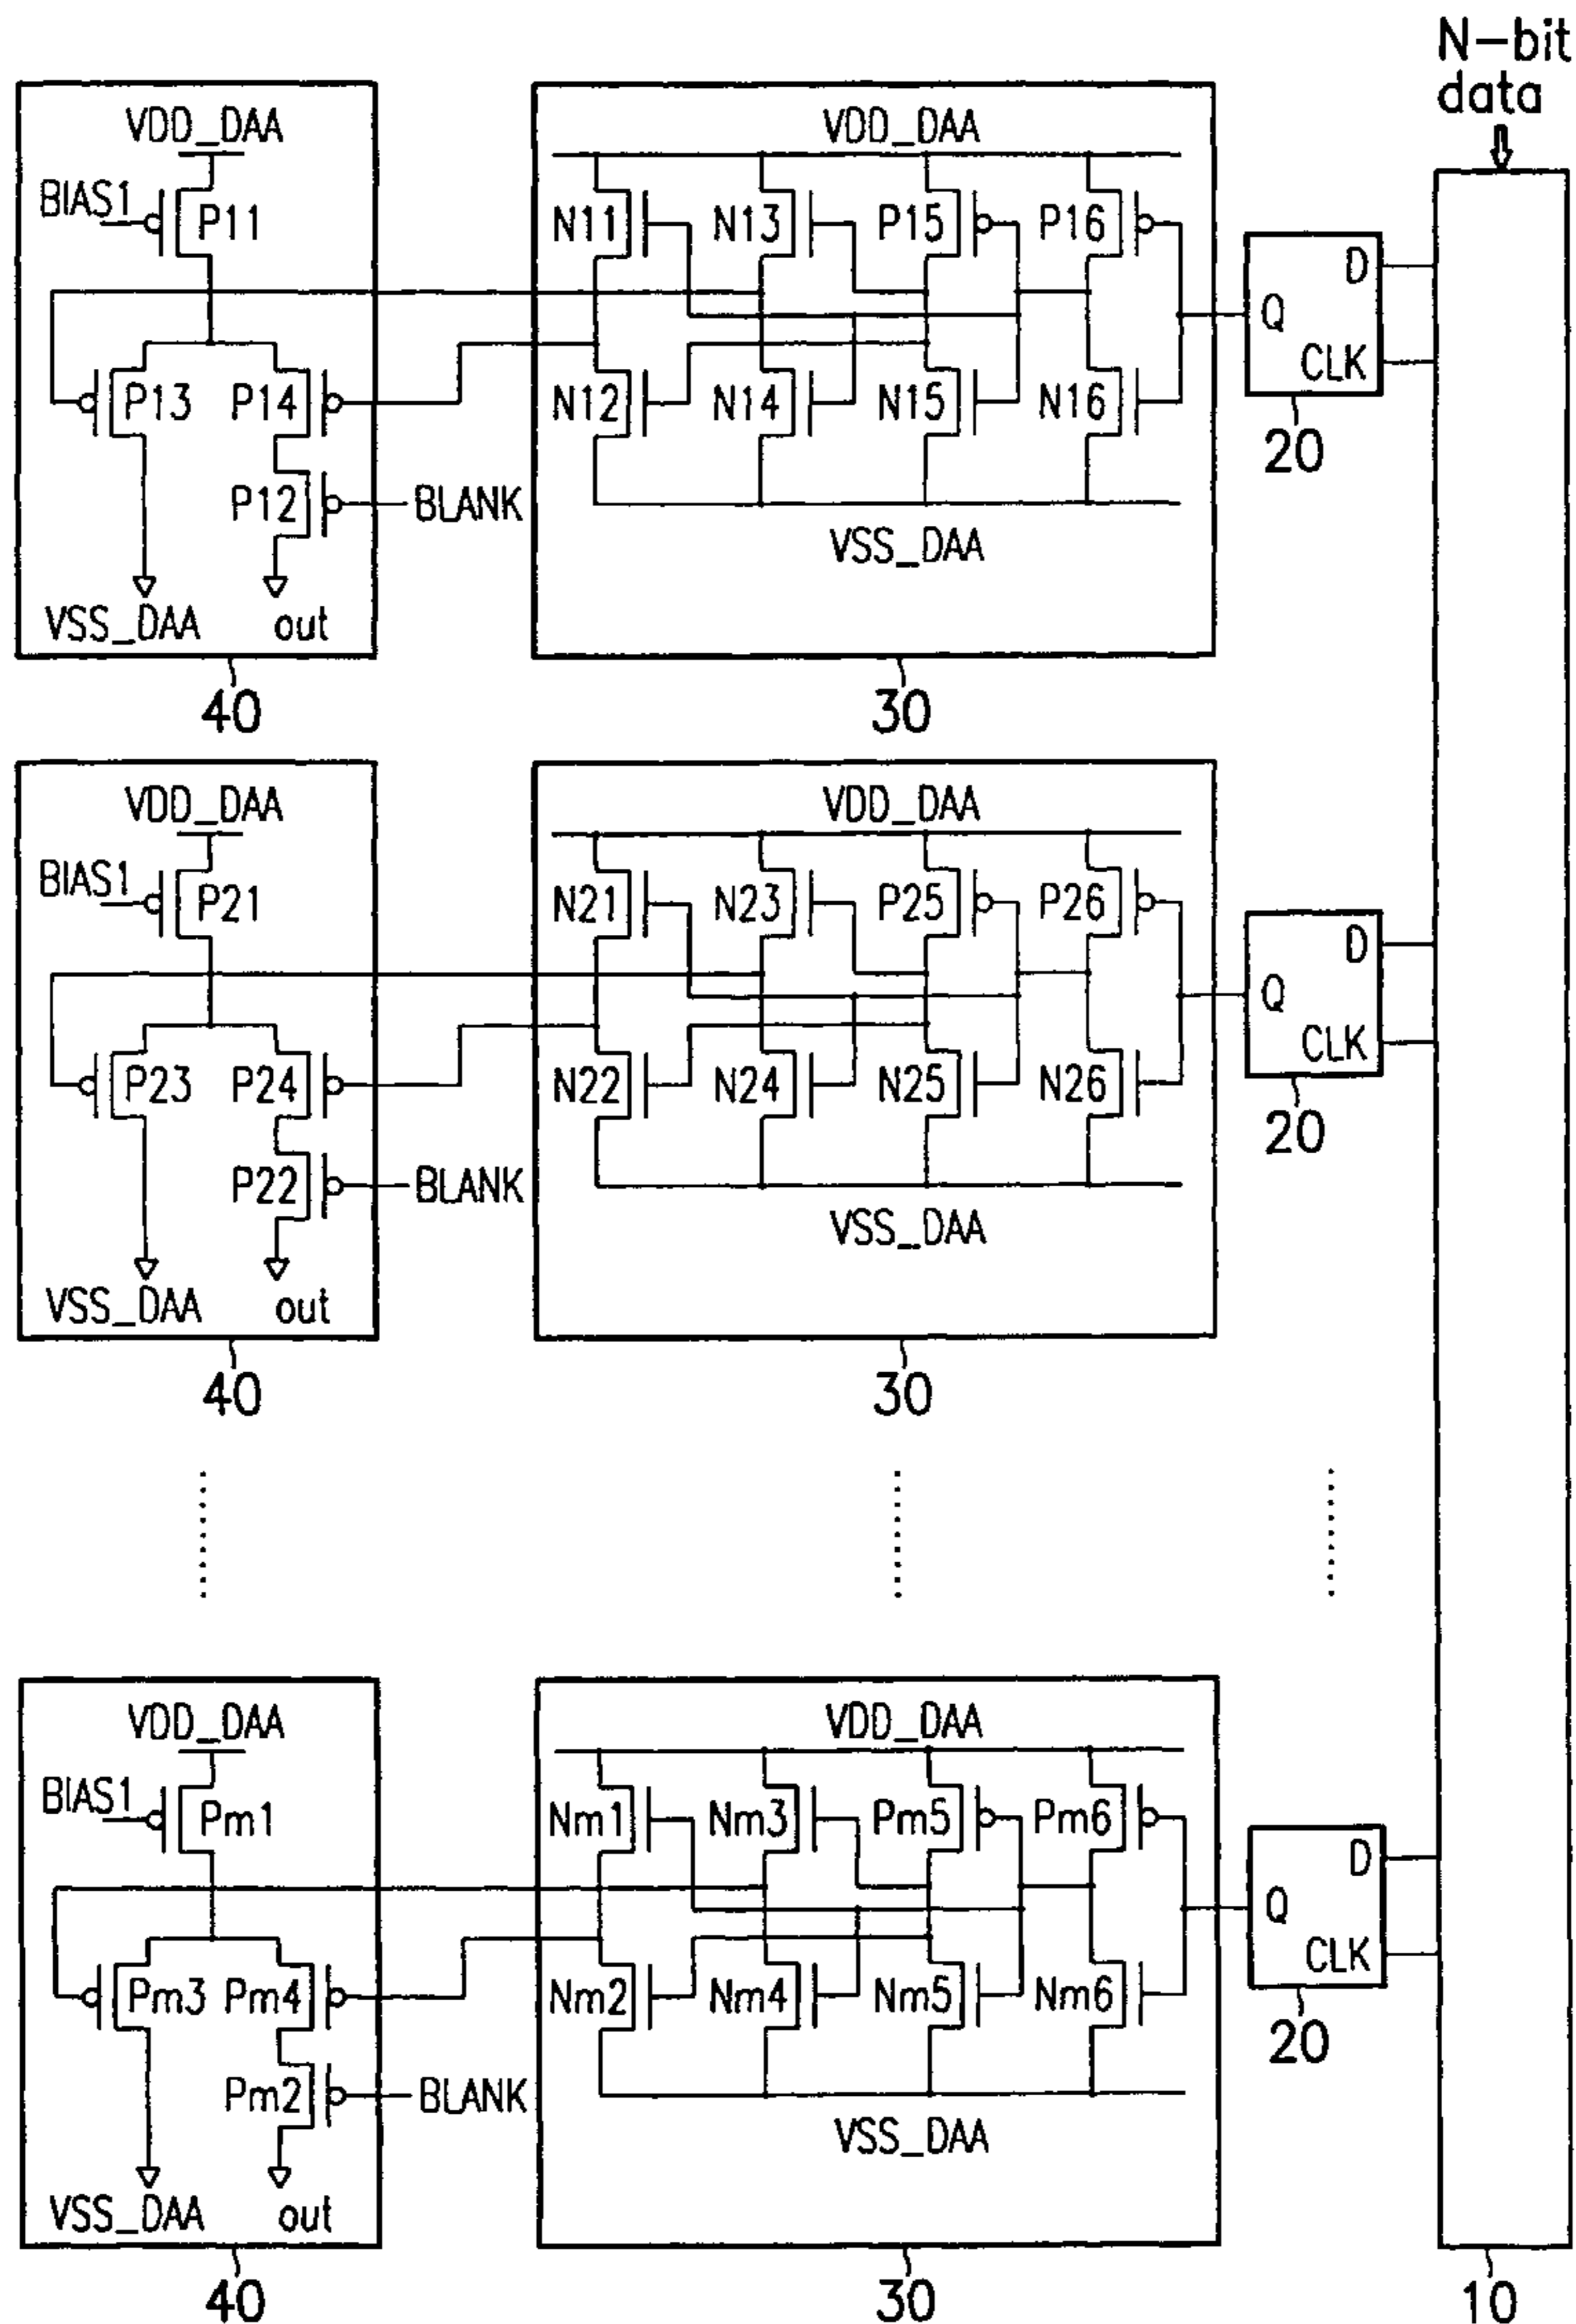 N-bit
data
VDD_DAA
BIAS1
P11
P13
P14
P12
BLANK
VSS_DAA
out
40
VDD_DAA
N11
N13
P15
P16
N12
N14
N15
N16
VSS_DAA
30
D
Q
CLK
20
VDD_DAA
BIAS1
P21
P23
P24
P22
BLANK
VSS_DAA
out
40
VDD_DAA
N21
N23
P25
P26
N22
N24
N25
N26
VSS_DAA
30
D
Q
CLK
20
VDD_DAA
BIAS1
Pm1
Pm3
Pm4
Pm2
BLANK
VSS_DAA
out
40
VDD_DAA
Nm1
Nm3
Pm5
Pm6
Nm2
Nm4
Nm5
Nm6
VSS_DAA
30
D
Q
CLK
20
10